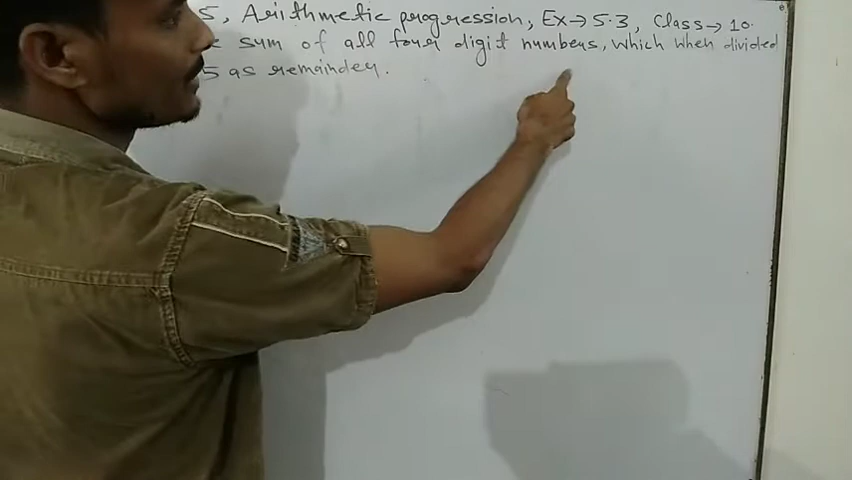 5, Arithmetic progression, Ex→5.3, Class→10.
sum of all four digit numbers, which when divided
5 as remainder.